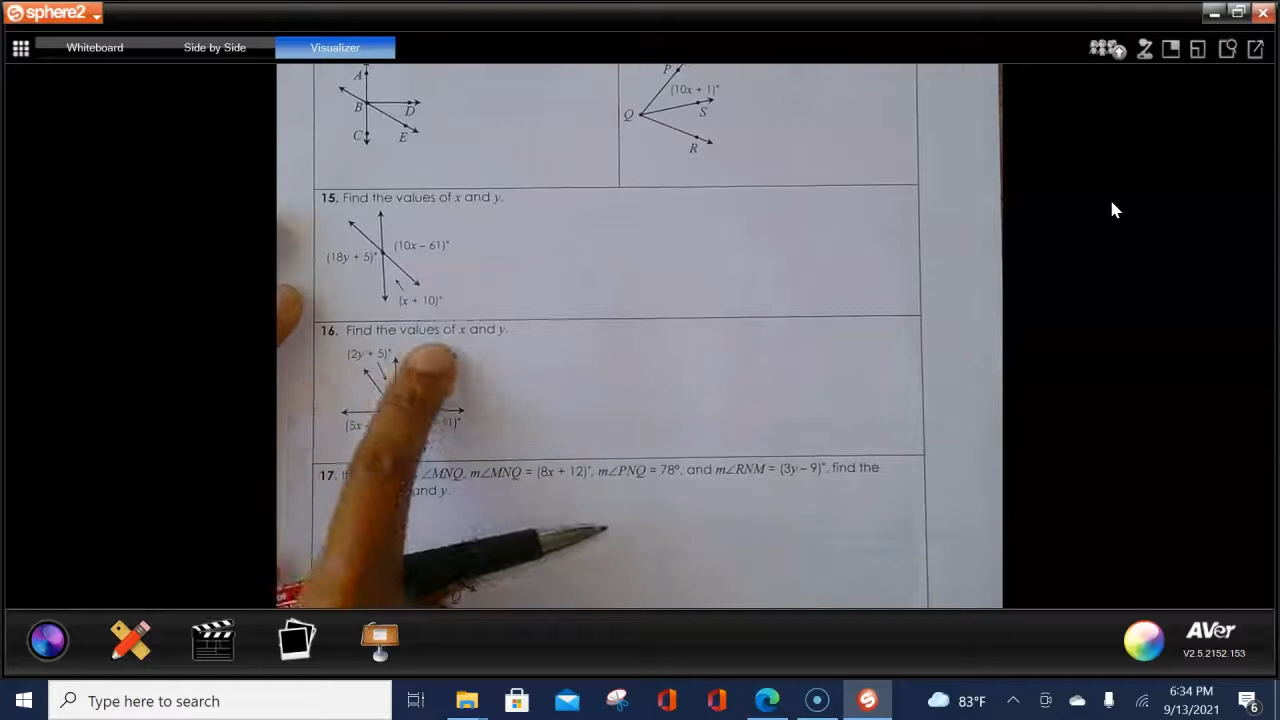 sphere2
Whiteboard
Side by Side
Visualizer
A
B
D
C
E
P
(10x + 1)°
S
Q
R
15. Find the values of x and y.
(10x – 61)°
(18y + 5)°
(x + 10)°
16. Find the values of x and y.
(2y + 5)°
(5x
17. ∠MNQ, m∠MNQ = (8x + 12)°, m∠PNQ = 78°, and m∠RNM = (3y – 9)°, find the
and y.
Q
AVer
V2.5.2152.153
Type here to search
83°F
6:34 PM
9/13/2021
6